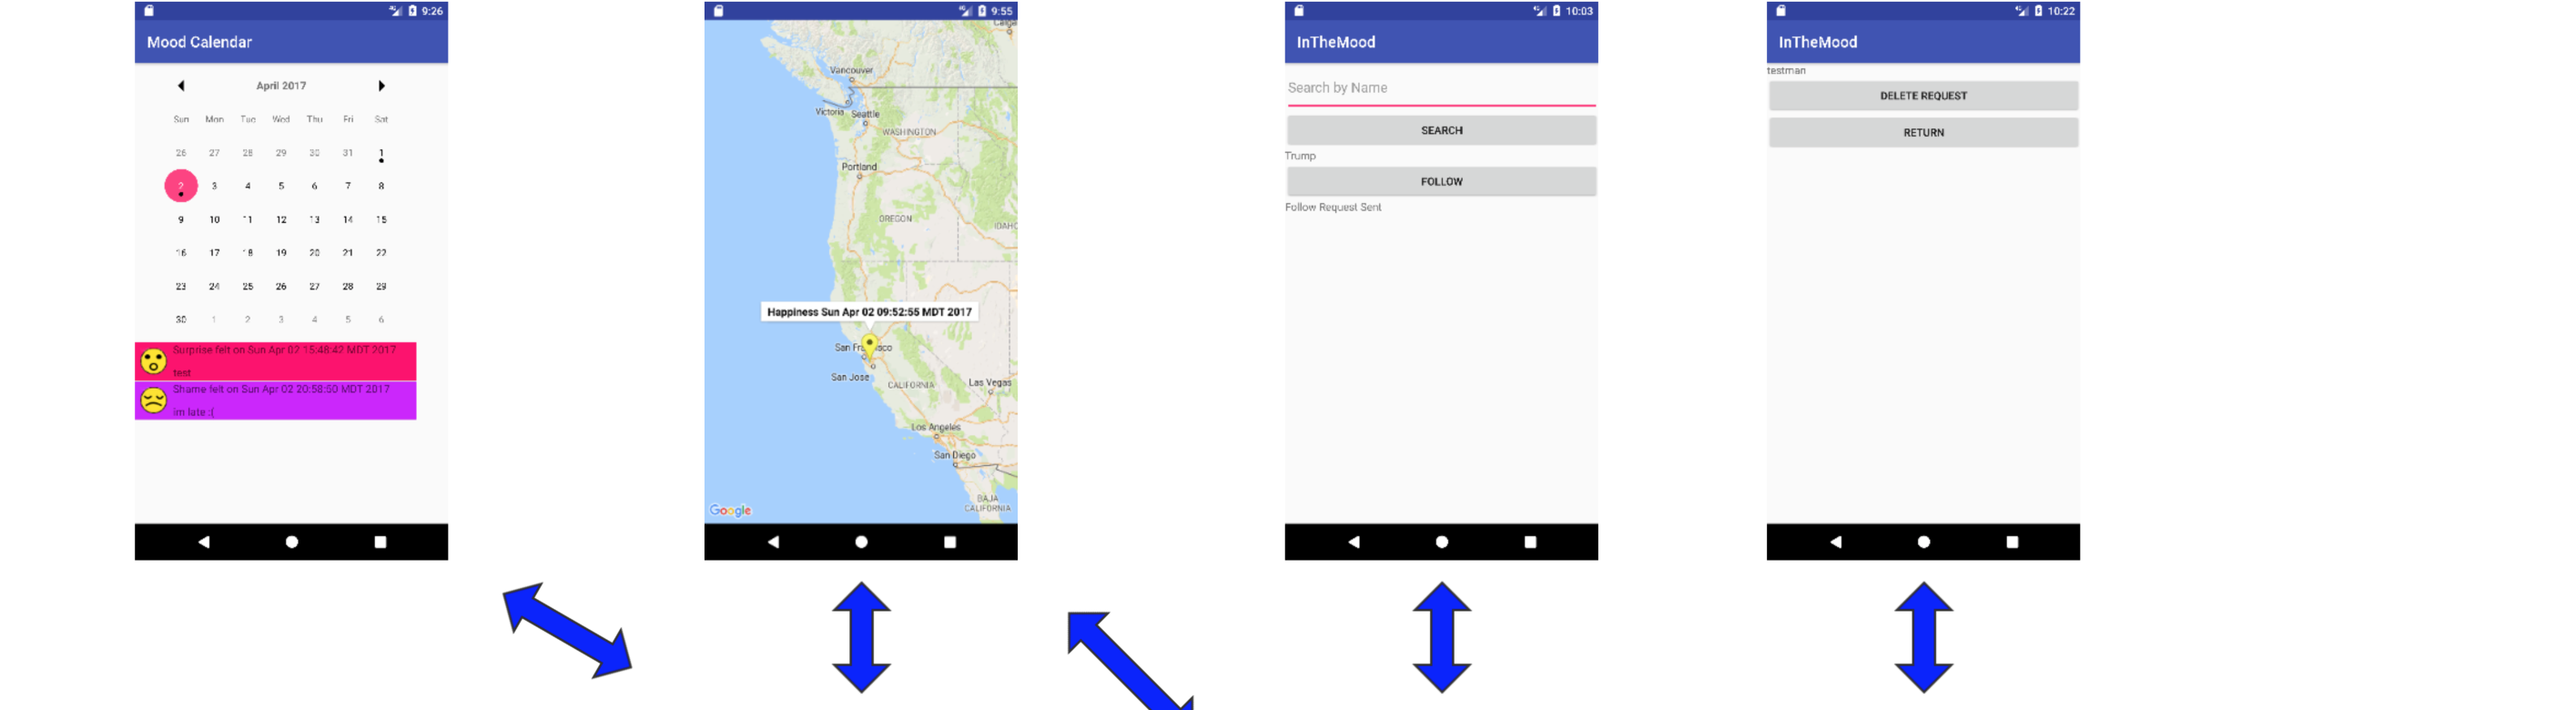 9:26
Mood Calendar
April 2017
Sun Mon Tue Wed Thu Fri Sat
26 27 28 29 30 31 1
2 3 4 5 6 7 8
9 10 11 12 13 14 15
16 17 18 19 20 21 22
23 24 25 26 27 28 29
30 1 2 3 4 5 6
Surprise felt on Sun Apr 02 15:48:42 MDT 2017
test
Shame felt on Sun Apr 02 20:58:50 MDT 2017
im late :(
9:55
Vancouver
Victoria
Seattle
WASHINGTON
Portland
OREGON
IDAHO
Happiness Sun Apr 02 09:52:55 MDT 2017
San Francisco
San Jose
CALIFORNIA
Las Vegas
Los Angeles
San Diego
BAJA
CALIFORNIA
Google
10:03
InTheMood
Search by Name
SEARCH
Trump
FOLLOW
Follow Request Sent
10:22
InTheMood
testman
DELETE REQUEST
RETURN